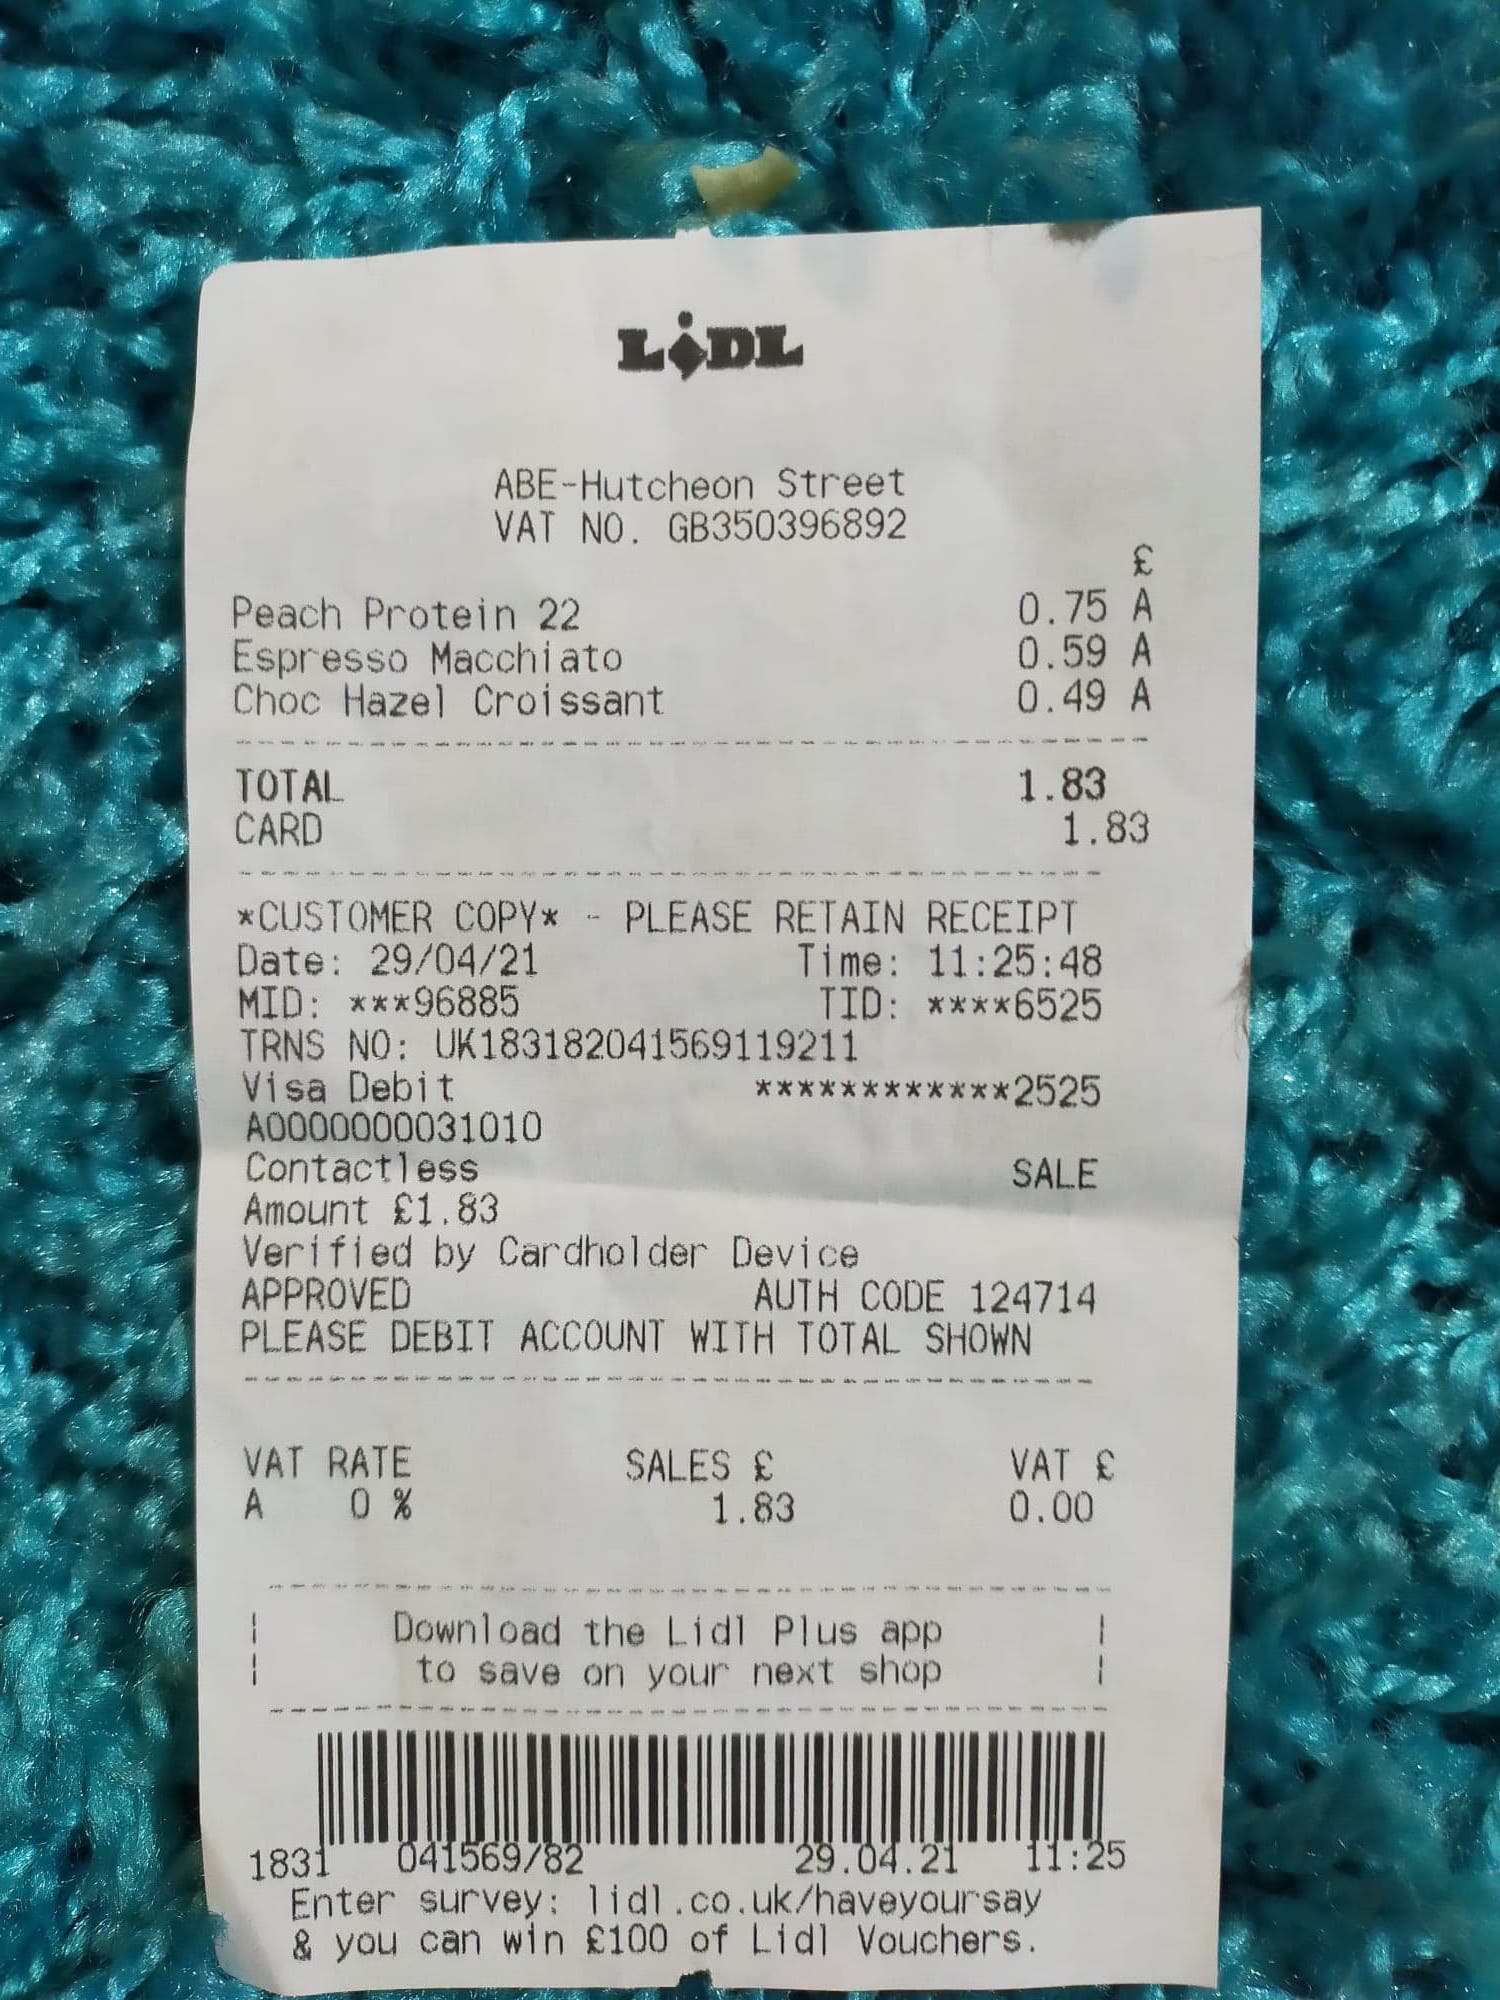 LiDL
ABE-Hutcheon Street
VAT NO. GB350396892
£
Peach Protein 22 0.75 A
Espresso Macchiato 0.59 A
Choc Hazel Croissant 0.49 A
TOTAL 1.83
CARD 1.83
*CUSTOMER COPY* - PLEASE RETAIN RECEIPT
Date: 29/04/21 Time: 11:25:48
MID: ***96885 TID: ****6525
TRNS NO: UK183182041569119211
Visa Debit ************2525
A0000000031010
Contactless SALE
Amount £1.83
Verified by Cardholder Device
APPROVED AUTH CODE 124714
PLEASE DEBIT ACCOUNT WITH TOTAL SHOWN
VAT RATE SALES £ VAT £
A 0 % 1.83 0.00
Download the Lidl Plus app
to save on your next shop
1831 041569/82 29.04.21 11:25
Enter survey: lidl.co.uk/haveyoursay
& you can win £100 of Lidl Vouchers.